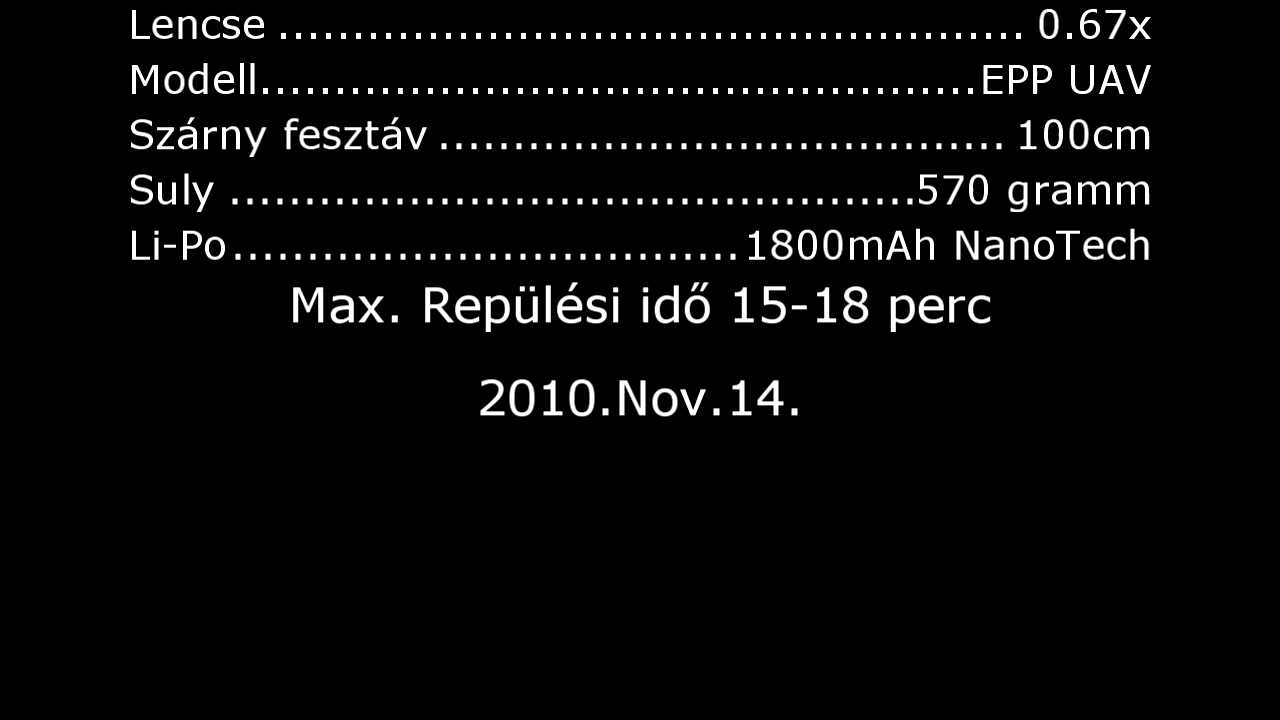 Lencse .................................................. 0.67x
Modell................................................EPP UAV
Szárny fesztáv ...................................... 100cm
Suly ..............................................570 gramm
Li-Po.................................. 1800mAh NanoTech
Max. Repülési idő 15-18 perc
2010.Nov.14.